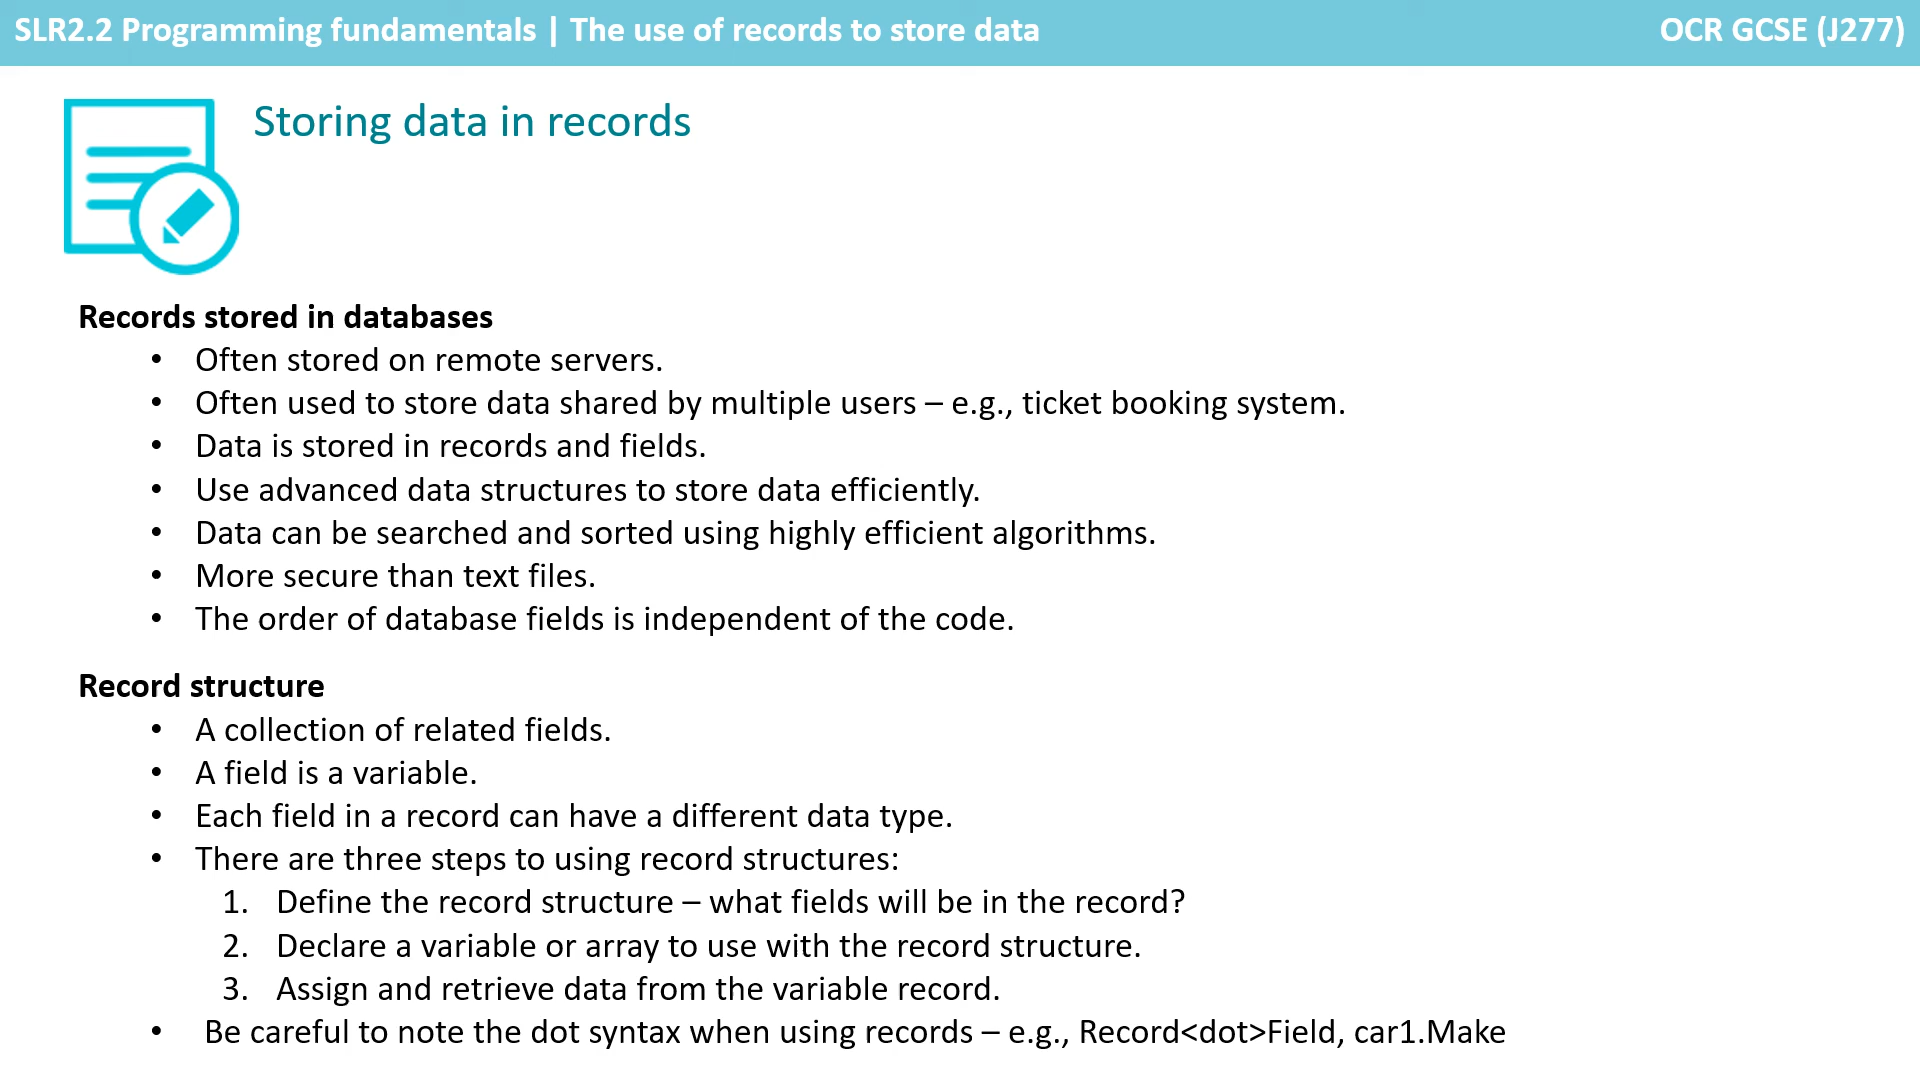 SLR2.2 Programming fundamentals | The use of records to store data
OCR GCSE (J277)
Storing data in records
Records stored in databases
• Often stored on remote servers.
• Often used to store data shared by multiple users – e.g., ticket booking system.
• Data is stored in records and fields.
• Use advanced data structures to store data efficiently.
• Data can be searched and sorted using highly efficient algorithms.
• More secure than text files.
• The order of database fields is independent of the code.
Record structure
• A collection of related fields.
• A field is a variable.
• Each field in a record can have a different data type.
• There are three steps to using record structures:
1. Define the record structure – what fields will be in the record?
2. Declare a variable or array to use with the record structure.
3. Assign and retrieve data from the variable record.
• Be careful to note the dot syntax when using records – e.g., Record<dot>Field, car1.Make